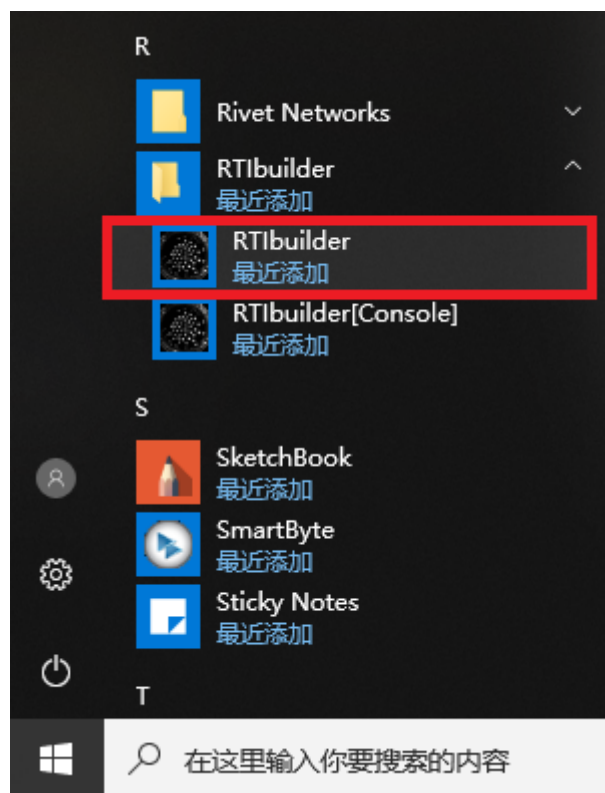 R
Rivet Networks
RTIbuilder
最近添加
RTIbuilder
最近添加
RTIbuilder[Console]
最近添加
S
SketchBook
最近添加
SmartByte
最近添加
Sticky Notes
最近添加
T
在这里输入你要搜索的内容